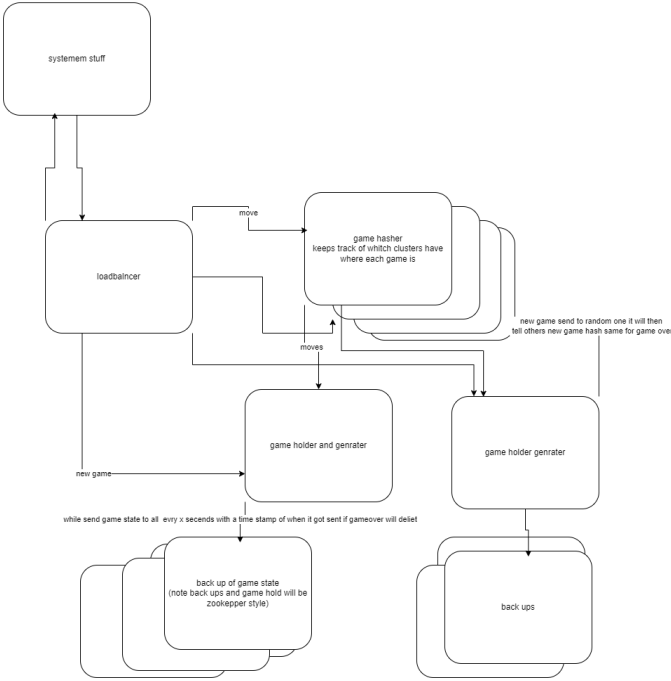 systemem stuff
move
game hasher
keeps track of whitch clusters have
where each game is
loadbalncer
new game send to random one it will then
tell others new game hash same for game over
moves
game holder and genrater
game holder genrater
new game
while send game state to all  evry x seconds with a time stamp of when it got sent if gameover will deliet
back up of game state
(note back ups and game hold will be
zookepper style)
back ups